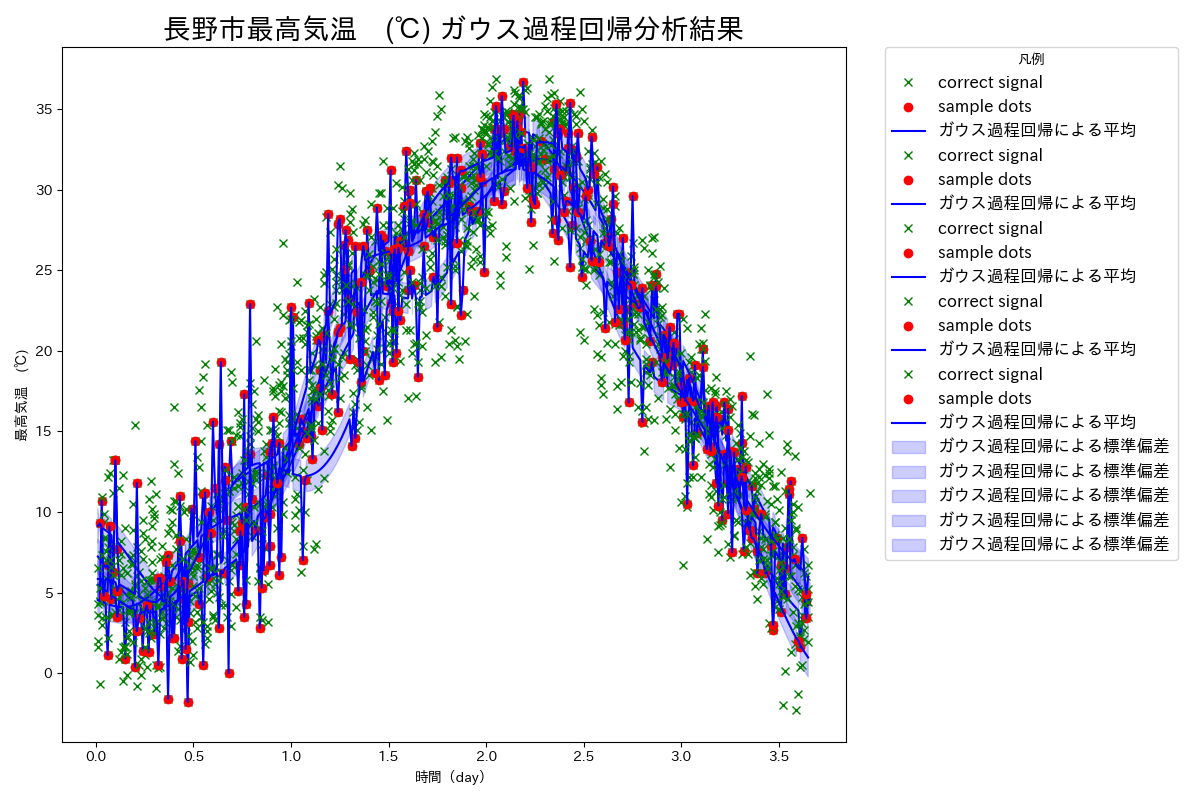 長野市最高気温　(℃) ガウス過程回帰分析結果
最高気温　(℃)
35
30
25
20
15
10
5
0
0.0 0.5 1.0 1.5 2.0 2.5 3.0 3.5
時間（day）
凡例
correct signal
sample dots
ガウス過程回帰による平均
correct signal
sample dots
ガウス過程回帰による平均
correct signal
sample dots
ガウス過程回帰による平均
correct signal
sample dots
ガウス過程回帰による平均
correct signal
sample dots
ガウス過程回帰による平均
ガウス過程回帰による標準偏差
ガウス過程回帰による標準偏差
ガウス過程回帰による標準偏差
ガウス過程回帰による標準偏差
ガウス過程回帰による標準偏差